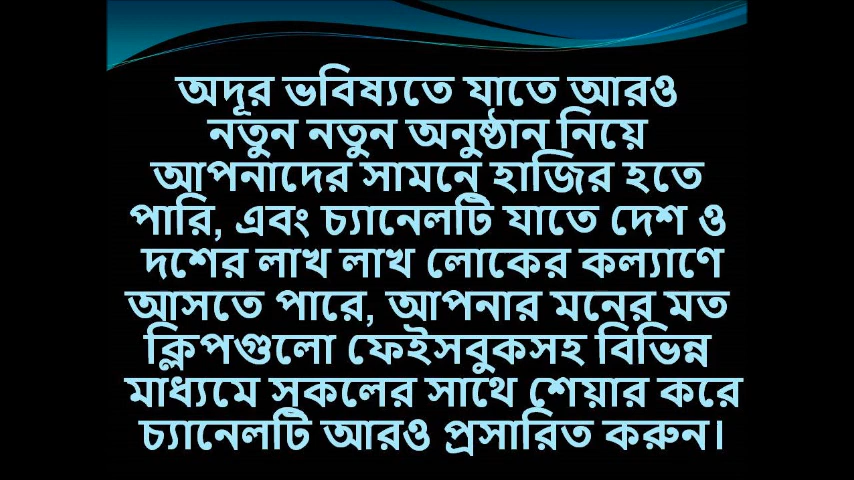 অদূর ভবিষ্যতে যাতে আরও
নতুন নতুন অনুষ্ঠান নিয়ে
আপনাদের সামনে হাজির হতে
পারি, এবং চ্যানেলটি যাতে দেশ ও
দশের লাখ লাখ লোকের কল্যাণে
আসতে পারে, আপনার মনের মত
ক্লিপগুলো ফেইসবুকসহ বিভিন্ন
মাধ্যমে সকলের সাথে শেয়ার করে
চ্যানেলটি আরও প্রসারিত করুন।